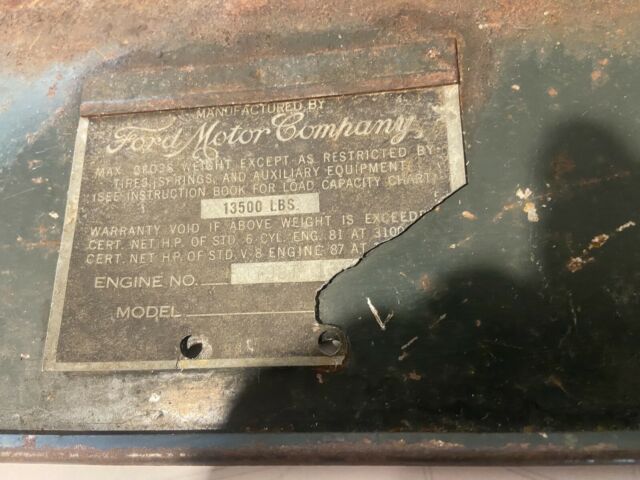 MANUFACTURED BY
Ford Motor Company
MAX. GROSS WEIGHT EXCEPT AS RESTRICTED BY
TIRES, SPRINGS, AND AUXILIARY EQUIPMENT.
(SEE INSTRUCTION BOOK FOR LOAD CAPACITY CHART)
13500 LBS.
WARRANTY VOID IF ABOVE WEIGHT IS EXCEED
CERT. NET H.P. OF STD. 6 CYL. ENG. 81 AT 3100
CERT. NET H.P. OF STD. V-8 ENGINE 87 AT
ENGINE NO.
MODEL